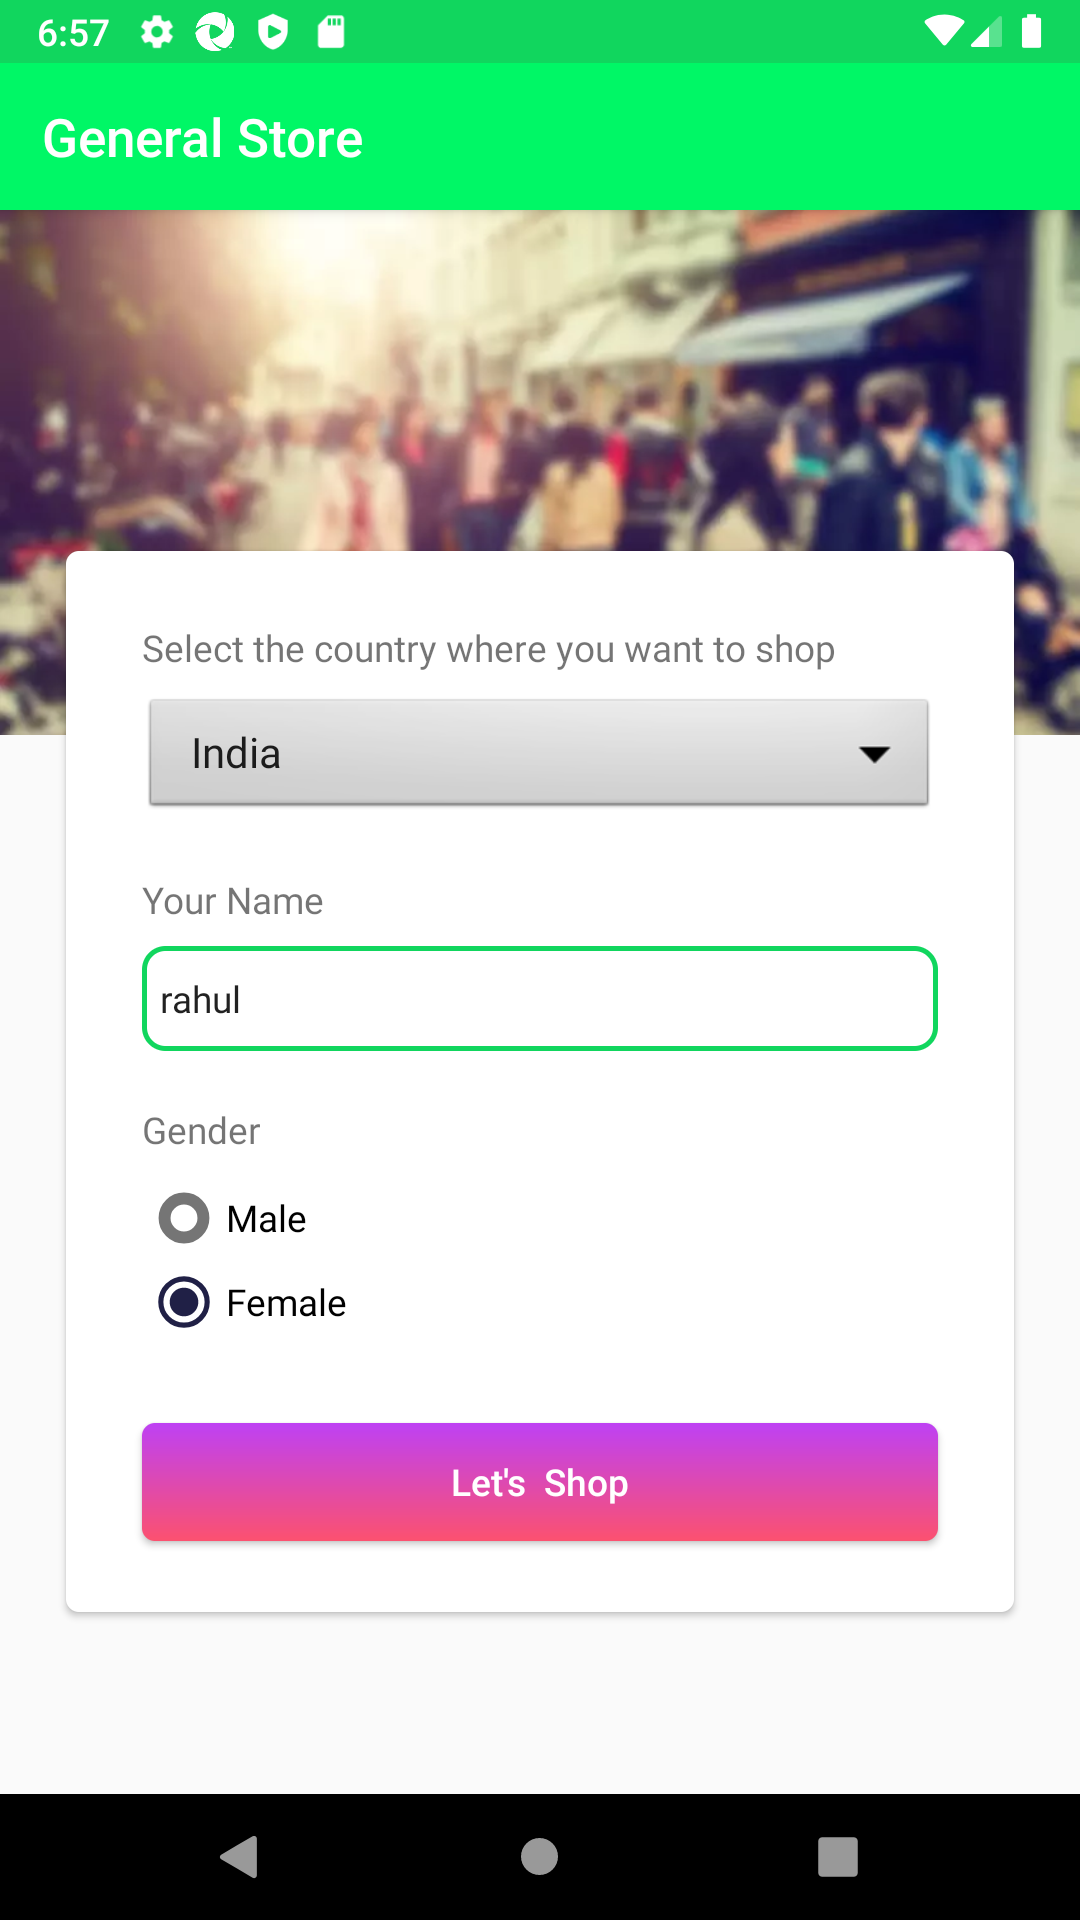 6:57
General Store
Select the country where you want to shop
India
Your Name
rahul
Gender
Male
Female
Let's Shop